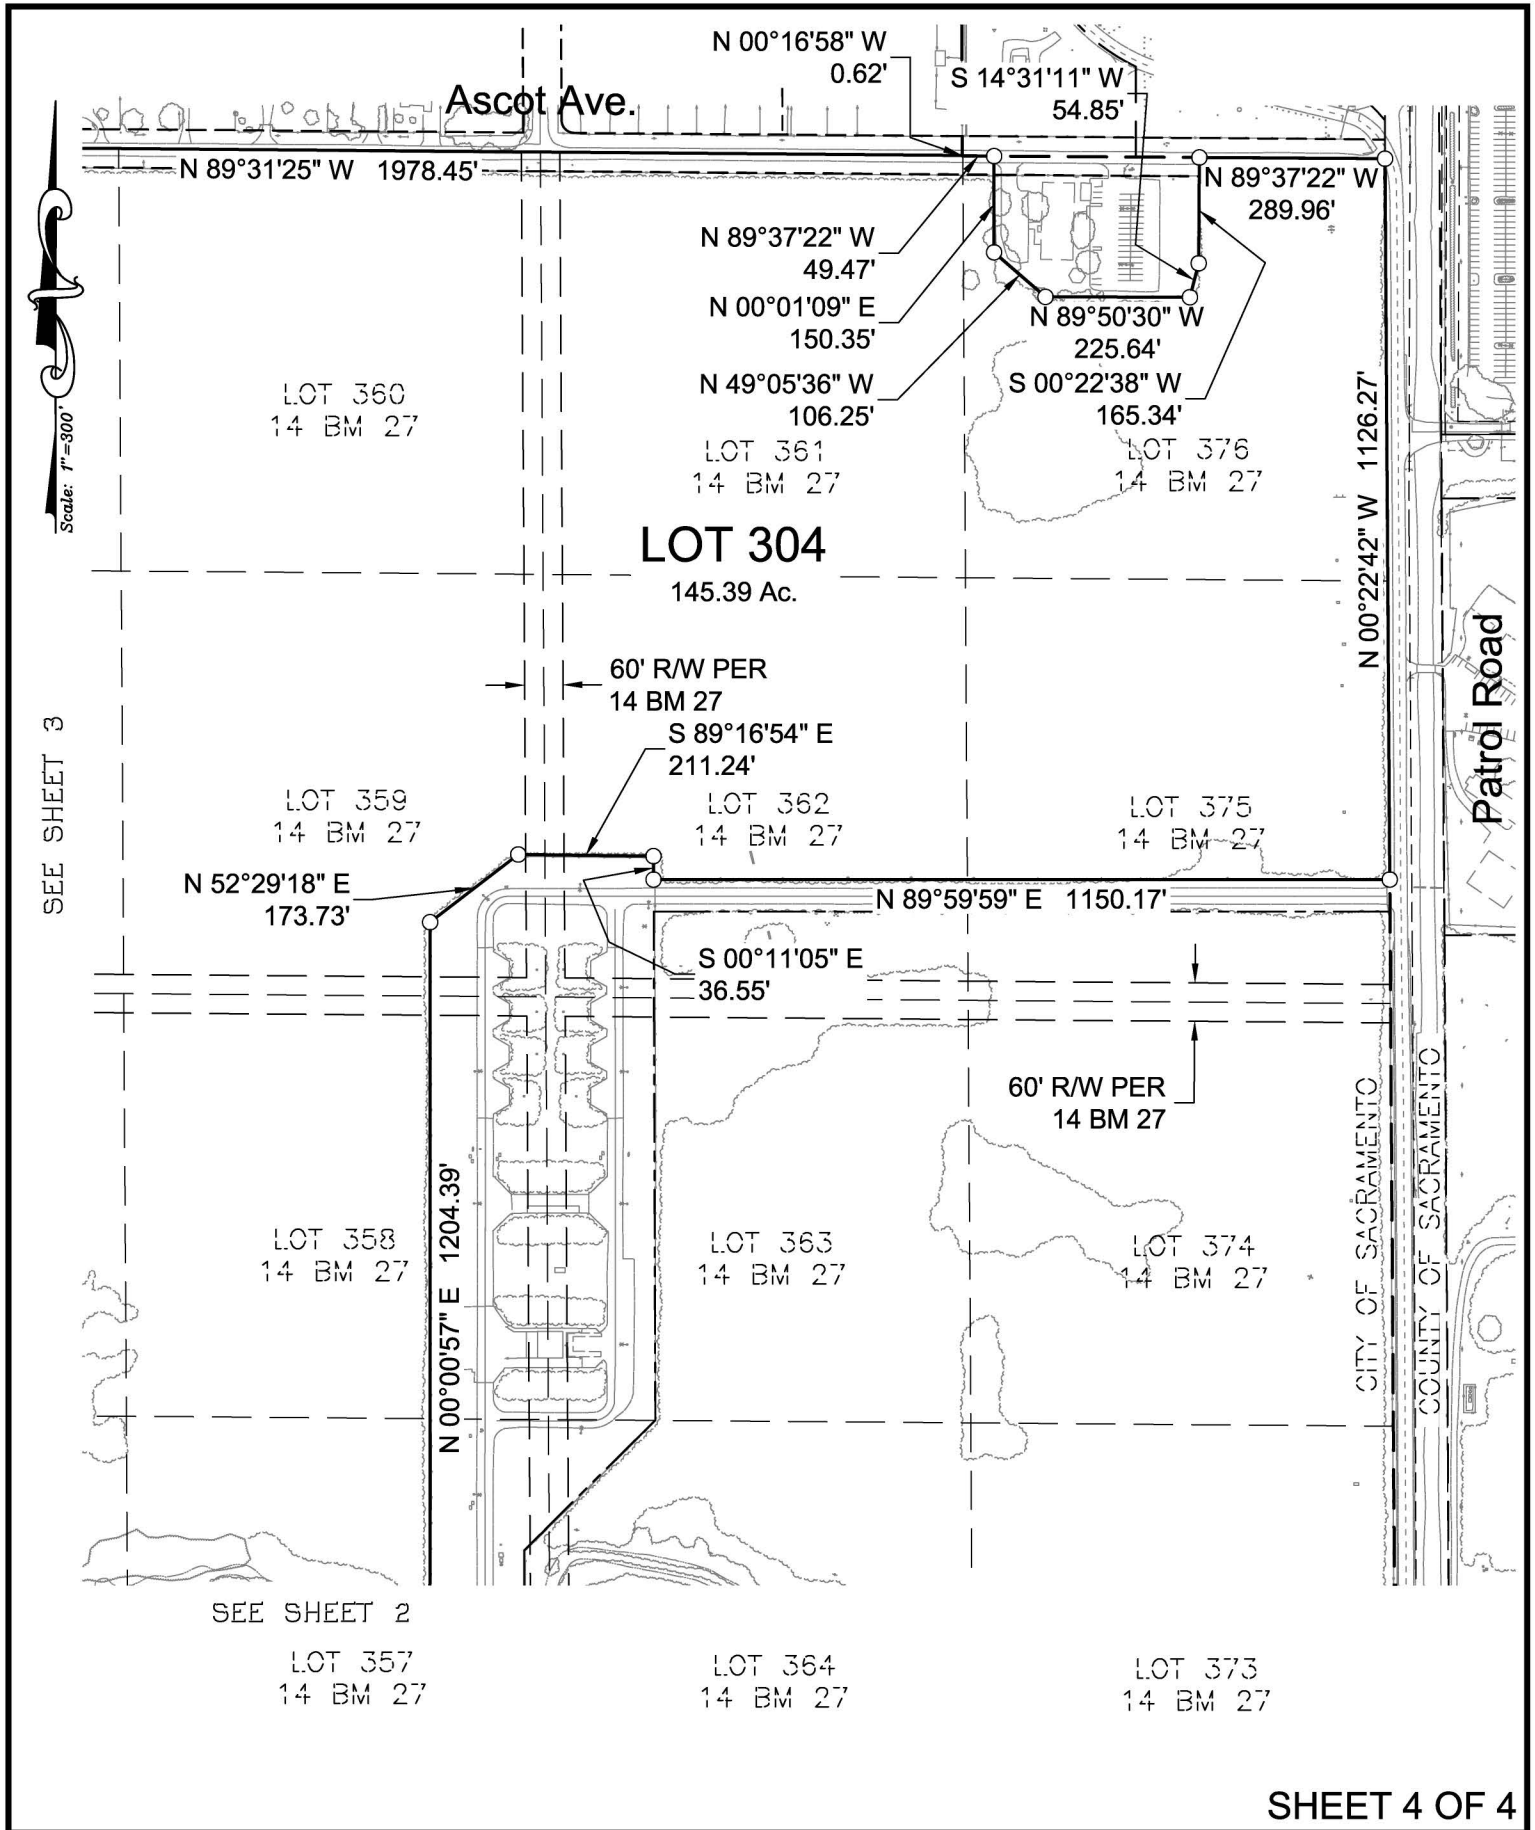 N 00°16'58" W
0.62'
S 14°31'11" W
54.85'
Ascot Ave.
N 89°31'25" W 1978.45'
N 89°37'22" W
289.96'
N 89°37'22" W
49.47'
N 00°01'09" E
150.35'
N 89°50'30" W
225.64'
N 49°05'36" W
106.25'
S 00°22'38" W
165.34'
Scale: 1"=300'
LOT 360
14 BM 27
LOT 361
14 BM 27
LOT 376
14 BM 27
N 00°22'42" W 1126.27'
LOT 304
145.39 Ac.
60' R/W PER
14 BM 27
S 89°16'54" E
211.24'
Patrol Road
SEE SHEET 3
LOT 359
14 BM 27
LOT 362
14 BM 27
LOT 375
14 BM 27
N 52°29'18" E
173.73'
N 89°59'59" E 1150.17'
S 00°11'05" E
36.55'
60' R/W PER
14 BM 27
CITY OF SACRAMENTO
COUNTY OF SACRAMENTO
N 00°00'57" E 1204.39'
LOT 358
14 BM 27
LOT 363
14 BM 27
LOT 374
14 BM 27
SEE SHEET 2
LOT 357
14 BM 27
LOT 364
14 BM 27
LOT 373
14 BM 27
SHEET 4 OF 4